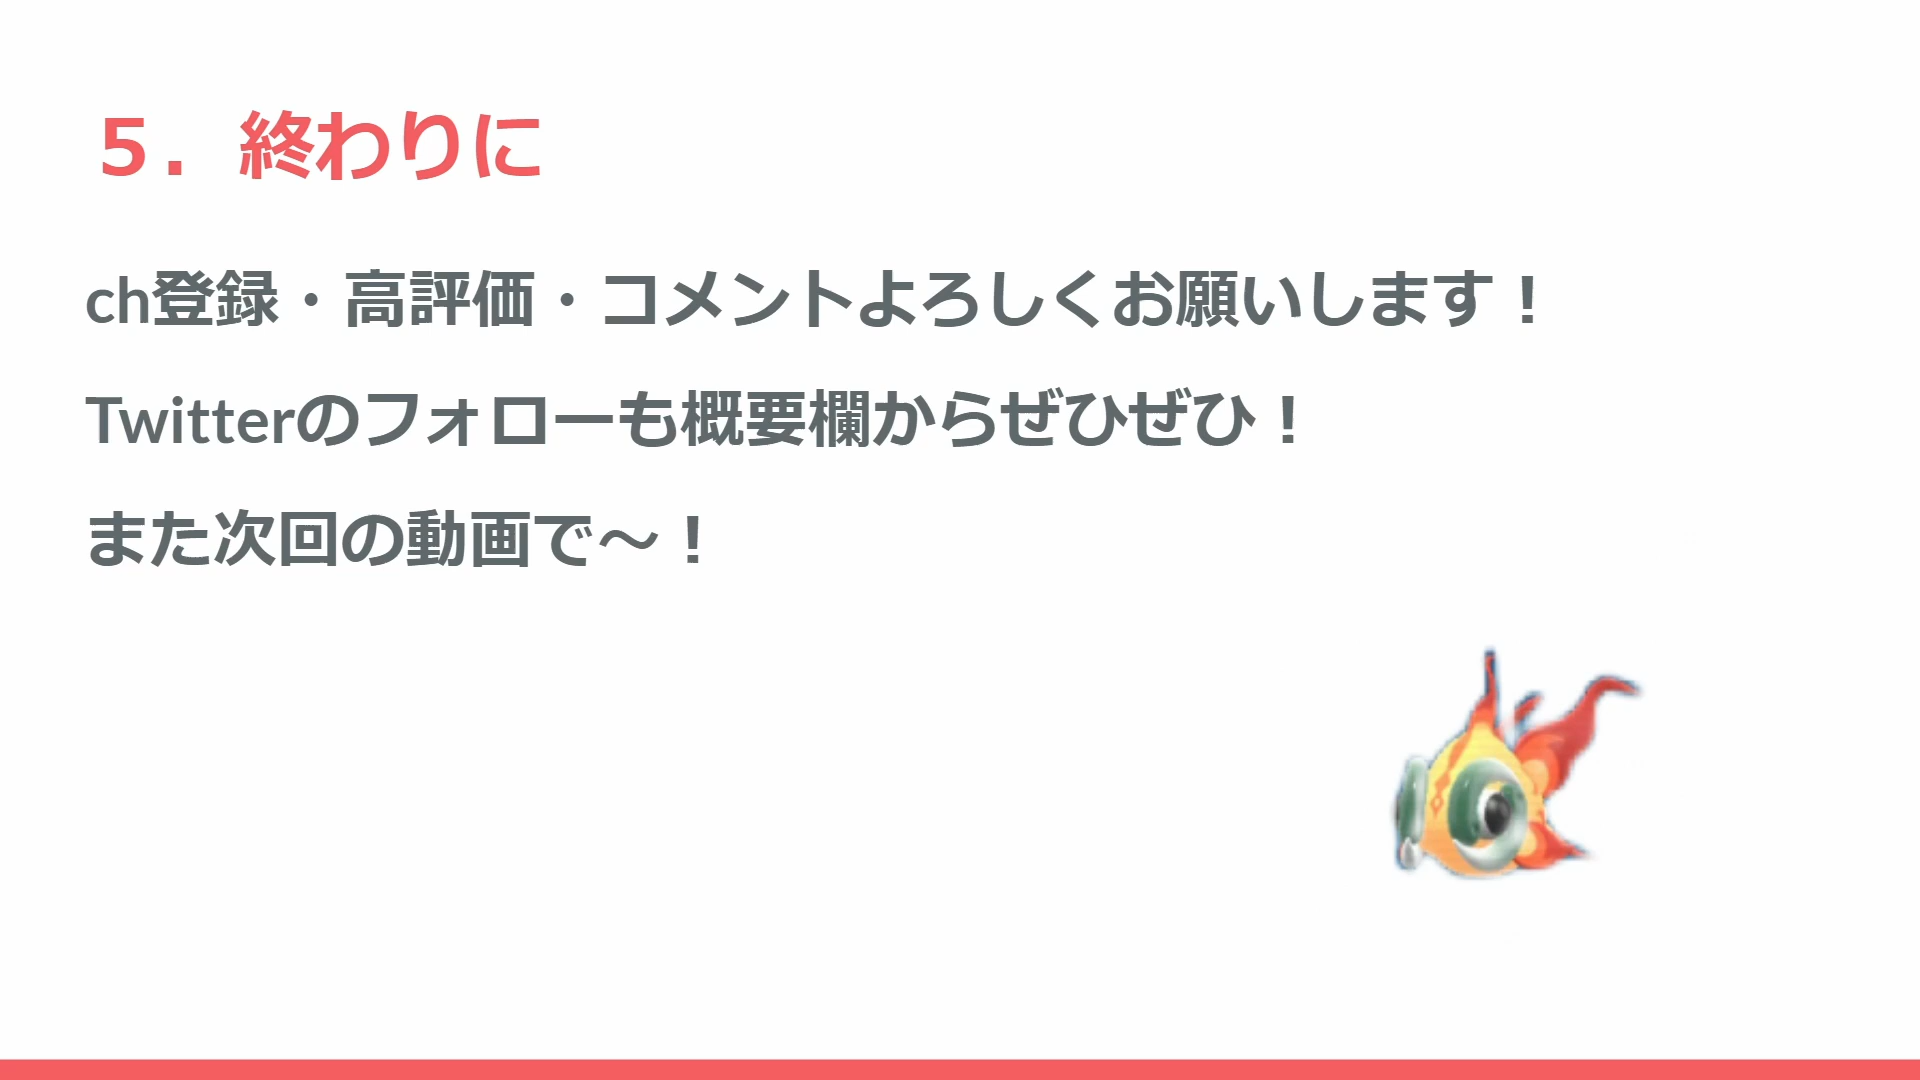 ５．終わりに
ch登録・高評価・コメントよろしくお願いします！
Twitterのフォローも概要欄からぜひぜひ！
また次回の動画で～！